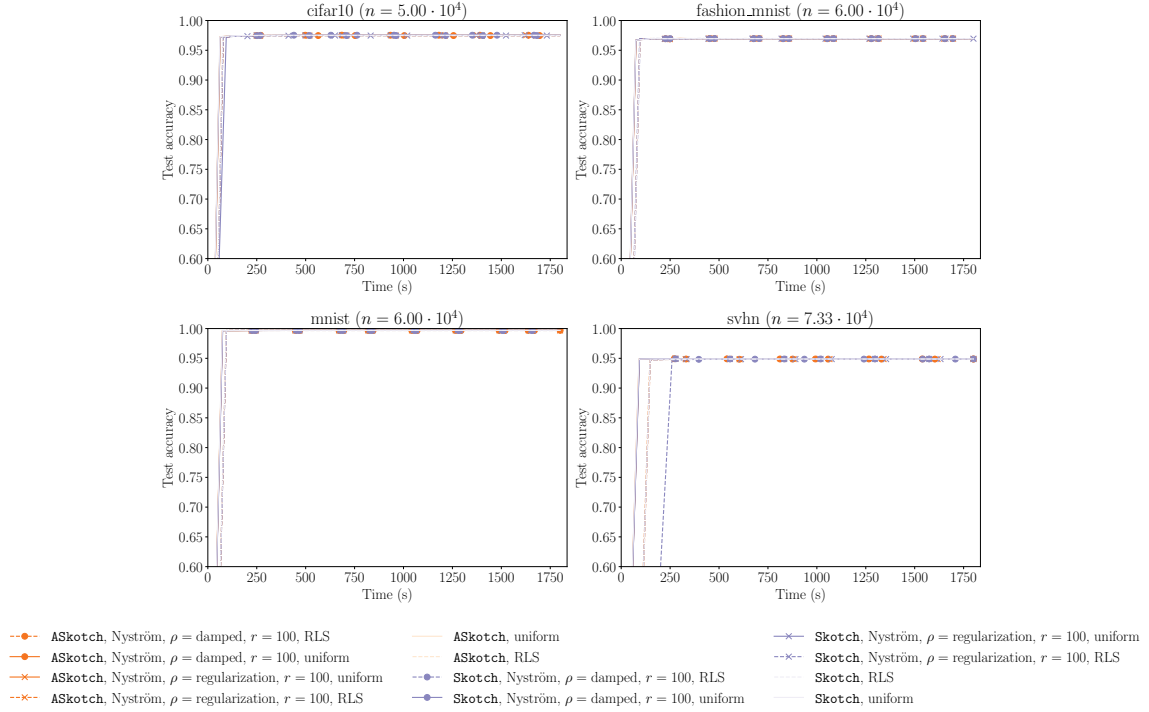 cifar10 (n = 5.00 · 10⁴)
1.00
0.95
0.90
0.85
0.80
0.75
0.70
0.65
0.60
Test accuracy
0 250 500 750 1000 1250 1500 1750
Time (s)
fashion_mnist (n = 6.00 · 10⁴)
1.00
0.95
0.90
0.85
0.80
0.75
0.70
0.65
0.60
Test accuracy
0 250 500 750 1000 1250 1500 1750
Time (s)
mnist (n = 6.00 · 10⁴)
1.00
0.95
0.90
0.85
0.80
0.75
0.70
0.65
0.60
Test accuracy
0 250 500 750 1000 1250 1500 1750
Time (s)
svhn (n = 7.33 · 10⁴)
1.00
0.95
0.90
0.85
0.80
0.75
0.70
0.65
0.60
Test accuracy
0 250 500 750 1000 1250 1500 1750
Time (s)
ASkotch, Nyström, ρ = damped, r = 100, RLS
ASkotch, Nyström, ρ = damped, r = 100, uniform
ASkotch, Nyström, ρ = regularization, r = 100, uniform
ASkotch, Nyström, ρ = regularization, r = 100, RLS
ASkotch, uniform
ASkotch, RLS
Skotch, Nyström, ρ = damped, r = 100, RLS
Skotch, Nyström, ρ = damped, r = 100, uniform
Skotch, Nyström, ρ = regularization, r = 100, uniform
Skotch, Nyström, ρ = regularization, r = 100, RLS
Skotch, RLS
Skotch, uniform